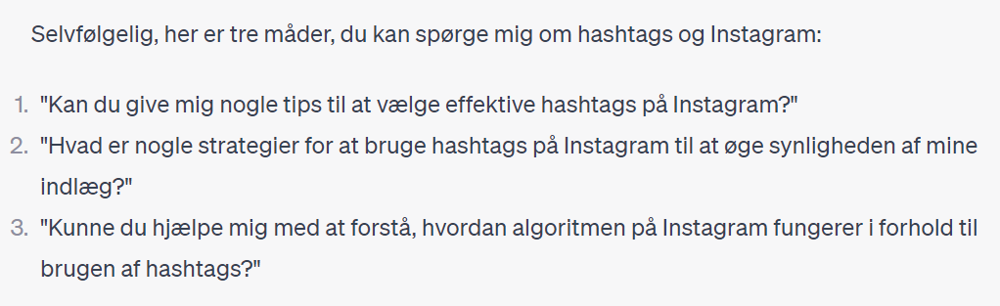 Selvfølgelig, her er tre måder, du kan spørge mig om hashtags og Instagram:
1. "Kan du give mig nogle tips til at vælge effektive hashtags på Instagram?"
2. "Hvad er nogle strategier for at bruge hashtags på Instagram til at øge synligheden af mine
indlæg?"
3. "Kunne du hjælpe mig med at forstå, hvordan algoritmen på Instagram fungerer i forhold til
brugen af hashtags?"